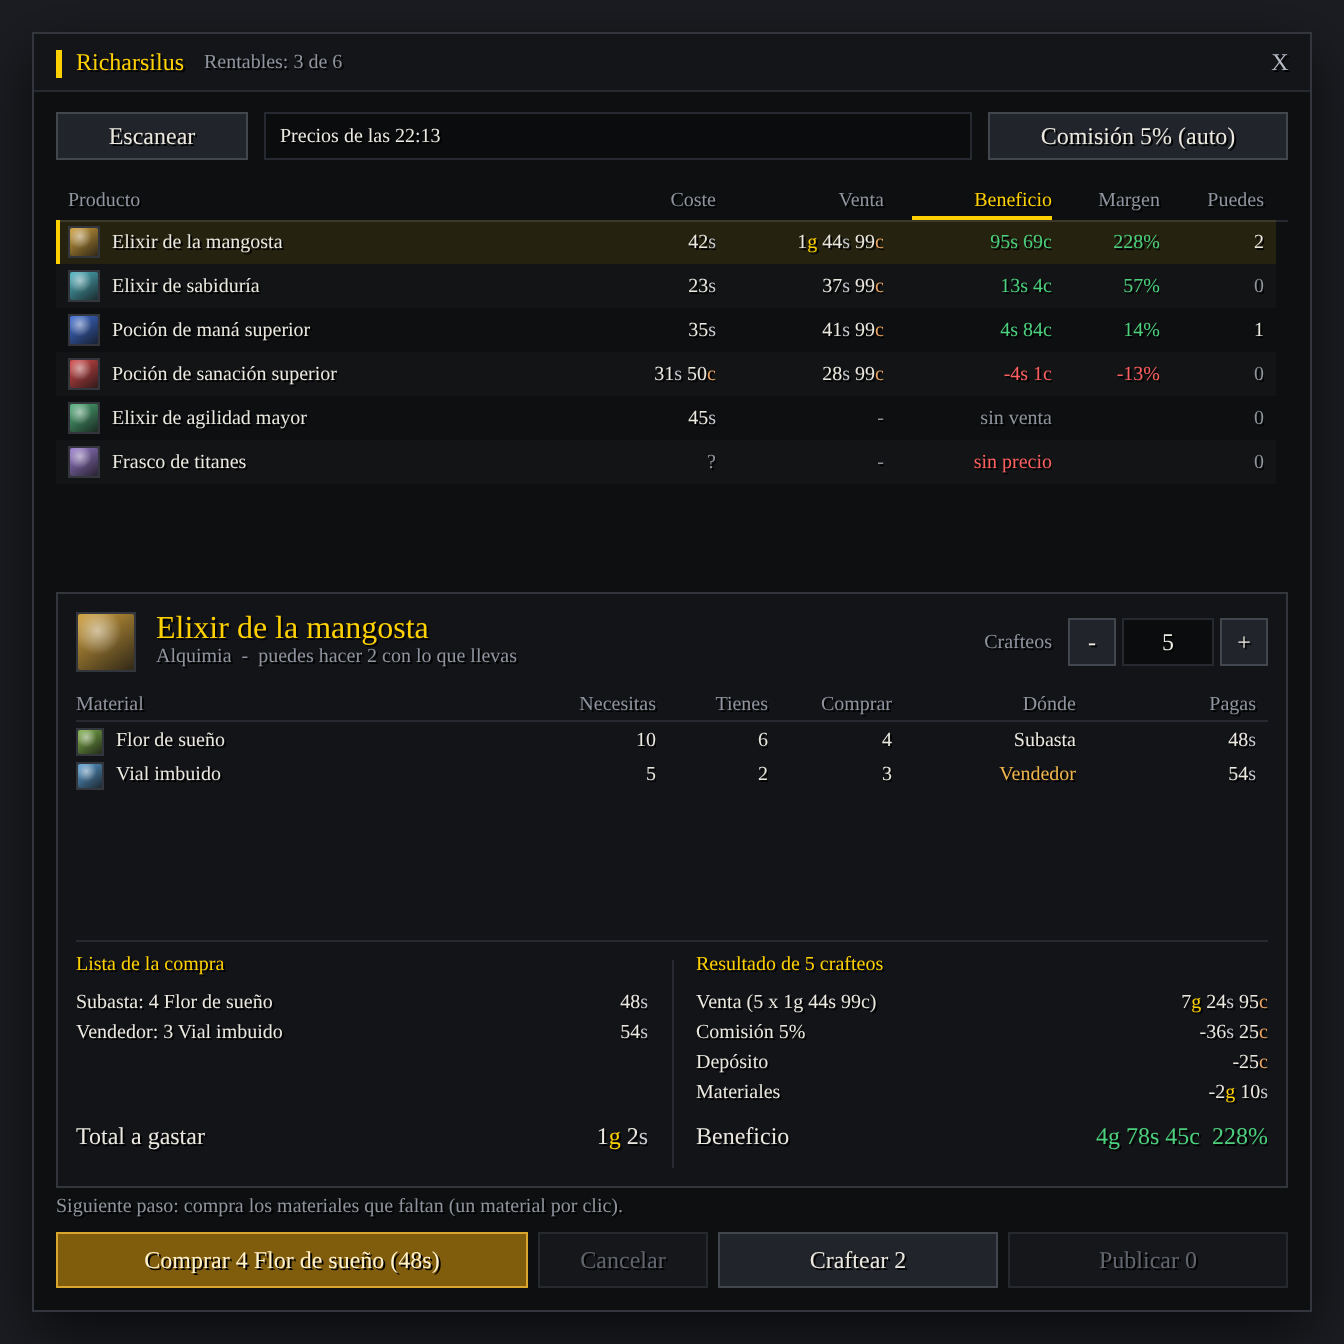 Richarsilus Rentables: 3 de 6 X
Escanear Precios de las 22:13 Comisión 5% (auto)
Producto Coste Venta Beneficio Margen Puedes
Elixir de la mangosta 42s 1g 44s 99c 95s 69c 228% 2
Elixir de sabiduría 23s 37s 99c 13s 4c 57% 0
Poción de maná superior 35s 41s 99c 4s 84c 14% 1
Poción de sanación superior 31s 50c 28s 99c -4s 1c -13% 0
Elixir de agilidad mayor 45s - sin venta 0
Frasco de titanes ? - sin precio 0
Elixir de la mangosta
Alquimia - puedes hacer 2 con lo que llevas
Crafteos - 5 +
Material Necesitas Tienes Comprar Dónde Pagas
Flor de sueño 10 6 4 Subasta 48s
Vial imbuido 5 2 3 Vendedor 54s
Lista de la compra
Subasta: 4 Flor de sueño 48s
Vendedor: 3 Vial imbuido 54s
Total a gastar 1g 2s
Resultado de 5 crafteos
Venta (5 x 1g 44s 99c) 7g 24s 95c
Comisión 5% -36s 25c
Depósito -25c
Materiales -2g 10s
Beneficio 4g 78s 45c 228%
Siguiente paso: compra los materiales que faltan (un material por clic).
Comprar 4 Flor de sueño (48s) Cancelar Craftear 2 Publicar 0